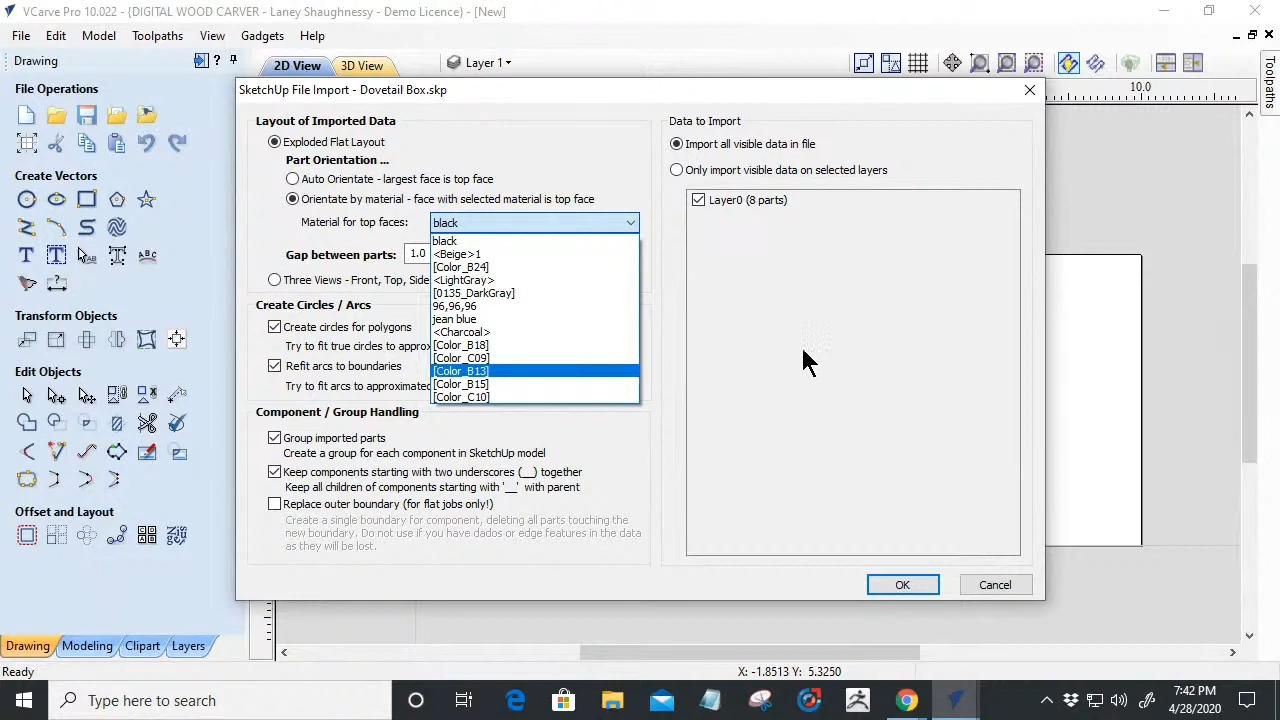 VCarve Pro 10.022 - {DIGITAL WOOD CARVER - Laney Shaughnessy - Demo Licence} - [New]
File Edit Model Toolpaths View Gadgets Help
Drawing
2D View 3D View Layer 1
Toolpaths
10.0
File Operations
Create Vectors
Transform Objects
Edit Objects
Offset and Layout
SketchUp File Import - Dovetail Box.skp
Layout of Imported Data
Exploded Flat Layout
Part Orientation ...
Auto Orientate - largest face is top face
Orientate by material - face with selected material is top face
Material for top faces: black
black
<Beige>1
[Color_B24]
<LightGray>
[0135_DarkGray]
96,96,96
jean blue
<Charcoal>
[Color_B18]
[Color_C09]
[Color_B13]
[Color_B15]
[Color_C10]
Gap between parts: 1.0
Three Views - Front, Top, Side
Create Circles / Arcs
Create circles for polygons
Try to fit true circles to approx
Refit arcs to boundaries
Try to fit arcs to approximated
Component / Group Handling
Group imported parts
Create a group for each component in SketchUp model
Keep components starting with two underscores (__) together
Keep all children of components starting with '__' with parent
Replace outer boundary (for flat jobs only!)
Create a single boundary for component, deleting all parts touching the
new boundary. Do not use if you have dados or edge features in the data
as they will be lost.
Data to Import
Import all visible data in file
Only import visible data on selected layers
Layer0 (8 parts)
OK Cancel
Drawing Modeling Clipart Layers
Ready X: -1.8513 Y: 5.3250
Type here to search
7:42 PM
4/28/2020